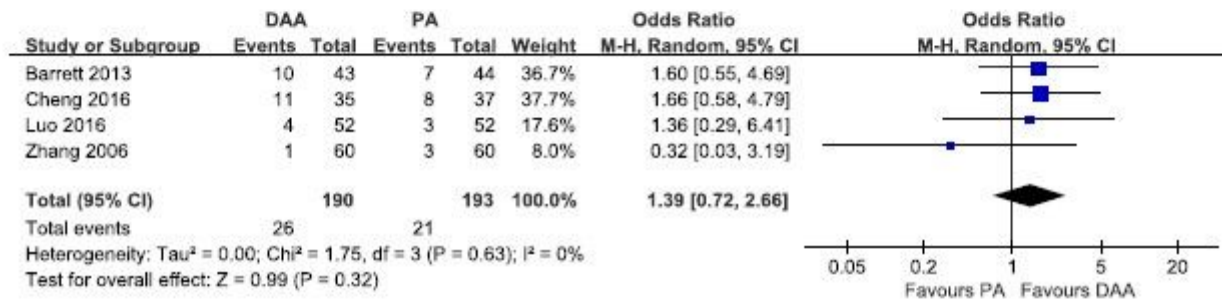 DAA PA Odds Ratio Odds Ratio
Study or Subgroup Events Total Events Total Weight M-H, Random, 95% CI M-H, Random, 95% CI
Barrett 2013 10 43 7 44 36.7% 1.60 [0.55, 4.69]
Cheng 2016 11 35 8 37 37.7% 1.66 [0.58, 4.79]
Luo 2016 4 52 3 52 17.6% 1.36 [0.29, 6.41]
Zhang 2006 1 60 3 60 8.0% 0.32 [0.03, 3.19]
Total (95% CI) 190 193 100.0% 1.39 [0.72, 2.66]
Total events 26 21
Heterogeneity: Tau² = 0.00; Chi² = 1.75, df = 3 (P = 0.63); I² = 0%
Test for overall effect: Z = 0.99 (P = 0.32)
0.05 0.2 1 5 20
Favours PA Favours DAA